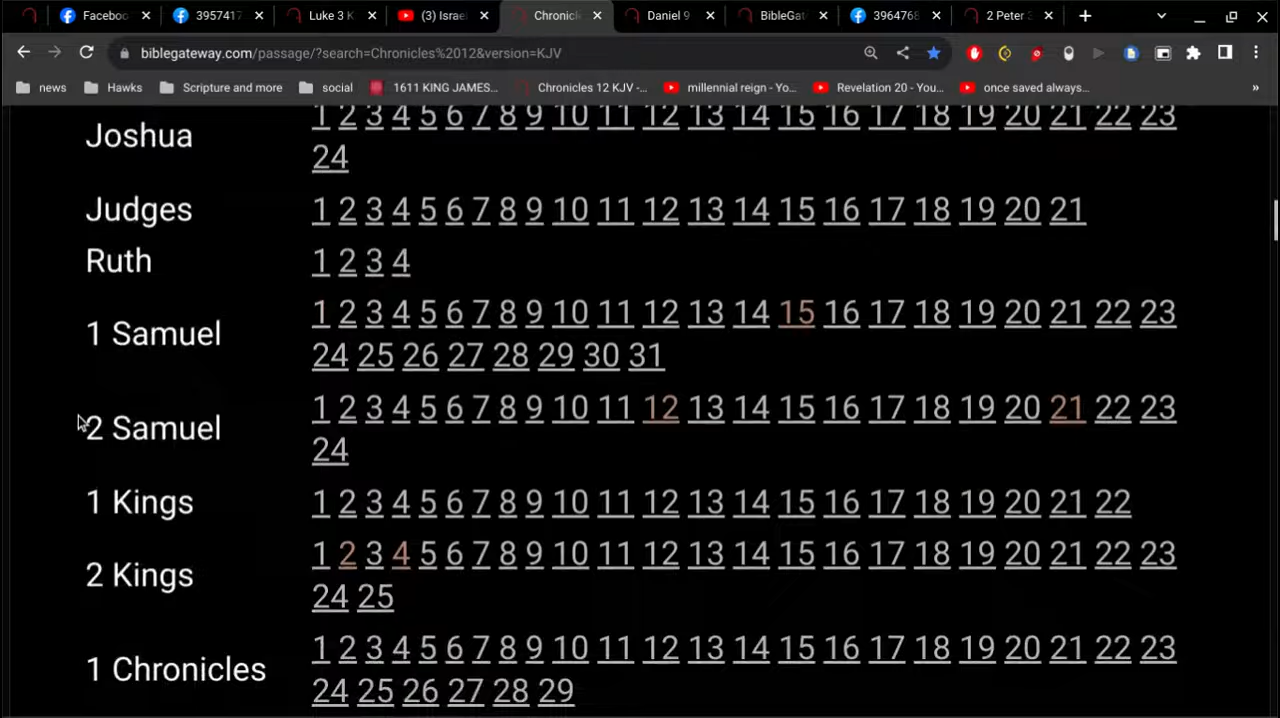 Faceboo
3957417
Luke 3 K
(3) Israe
Chronicle
Daniel 9
BibleGat
3964768
2 Peter 3
biblegateway.com/passage/?search=Chronicles%2012&version=KJV
news
Hawks
Scripture and more
social
1611 KING JAMES...
Chronicles 12 KJV -...
millennial reign - Yo...
Revelation 20 - You...
once saved always...
»
Joshua
1 2 3 4 5 6 7 8 9 10 11 12 13 14 15 16 17 18 19 20 21 22 23
24
Judges
1 2 3 4 5 6 7 8 9 10 11 12 13 14 15 16 17 18 19 20 21
Ruth
1 2 3 4
1 Samuel
1 2 3 4 5 6 7 8 9 10 11 12 13 14 15 16 17 18 19 20 21 22 23
24 25 26 27 28 29 30 31
2 Samuel
1 2 3 4 5 6 7 8 9 10 11 12 13 14 15 16 17 18 19 20 21 22 23
24
1 Kings
1 2 3 4 5 6 7 8 9 10 11 12 13 14 15 16 17 18 19 20 21 22
2 Kings
1 2 3 4 5 6 7 8 9 10 11 12 13 14 15 16 17 18 19 20 21 22 23
24 25
1 Chronicles
1 2 3 4 5 6 7 8 9 10 11 12 13 14 15 16 17 18 19 20 21 22 23
24 25 26 27 28 29